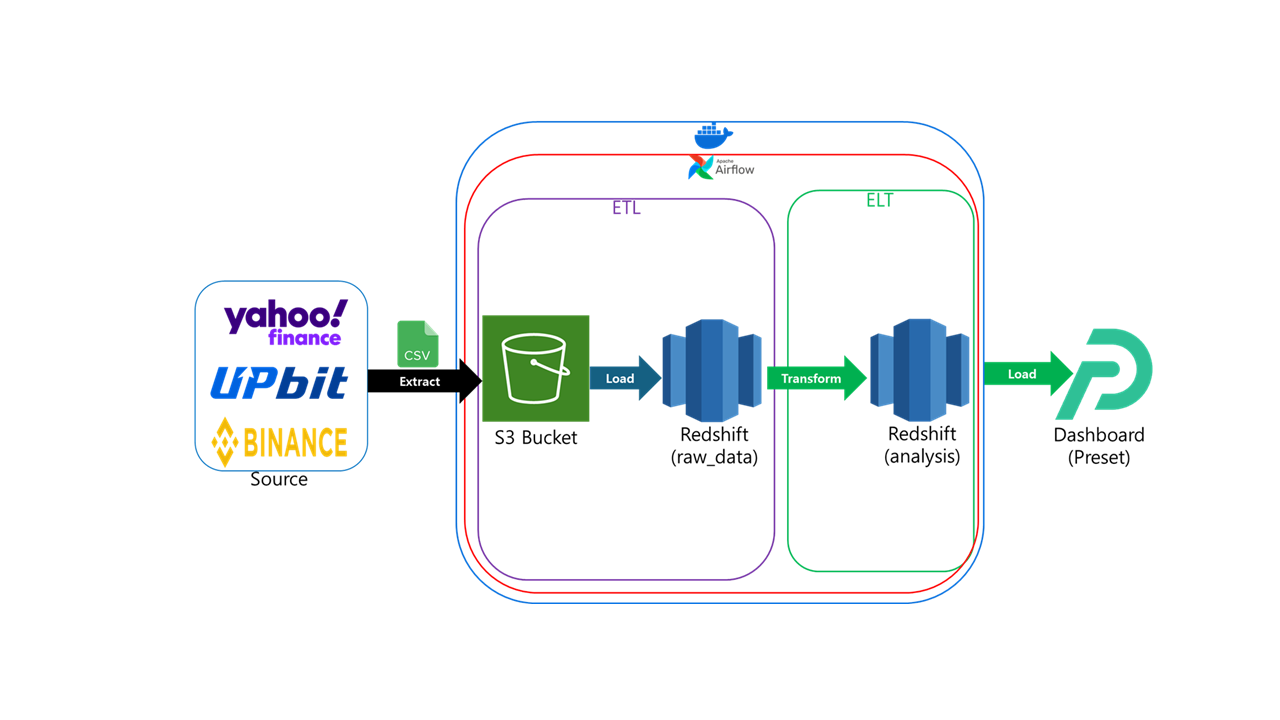 Apache
Airflow
ETL
ELT
yahoo!
finance
UPbit
BINANCE
Source
CSV
Extract
S3 Bucket
Load
Redshift
(raw_data)
Transform
Redshift
(analysis)
Load
Dashboard
(Preset)